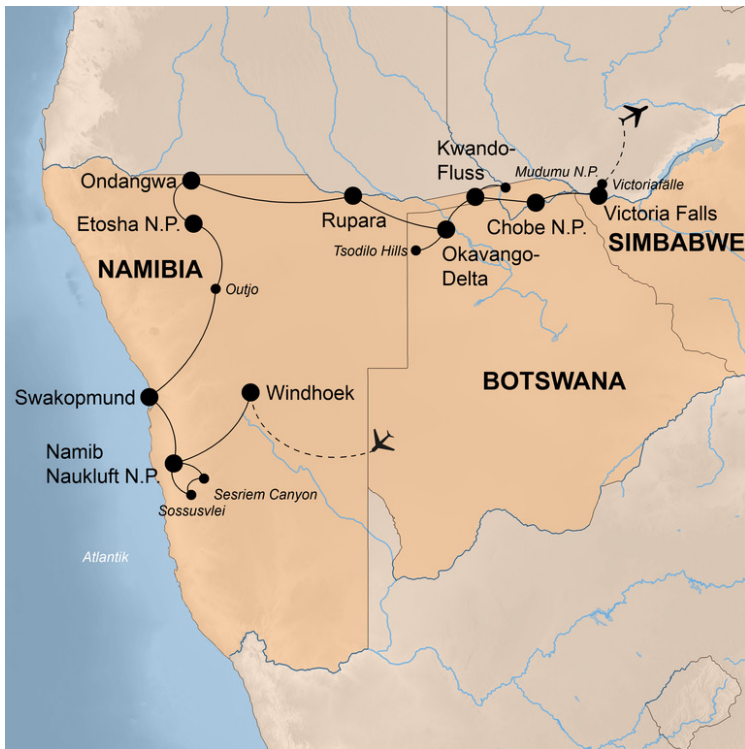 Kwando-
Fluss
Mudumu N.P.
Ondangwa
Victoriafälle
Etosha N.P.
Rupara
Chobe N.P.
Victoria Falls
Tsodilo Hills
Okavango-
Delta
SIMBABWE
NAMIBIA
Outjo
BOTSWANA
Swakopmund
Windhoek
Namib
Naukluft N.P.
Sesriem Canyon
Sossusvlei
Atlantik